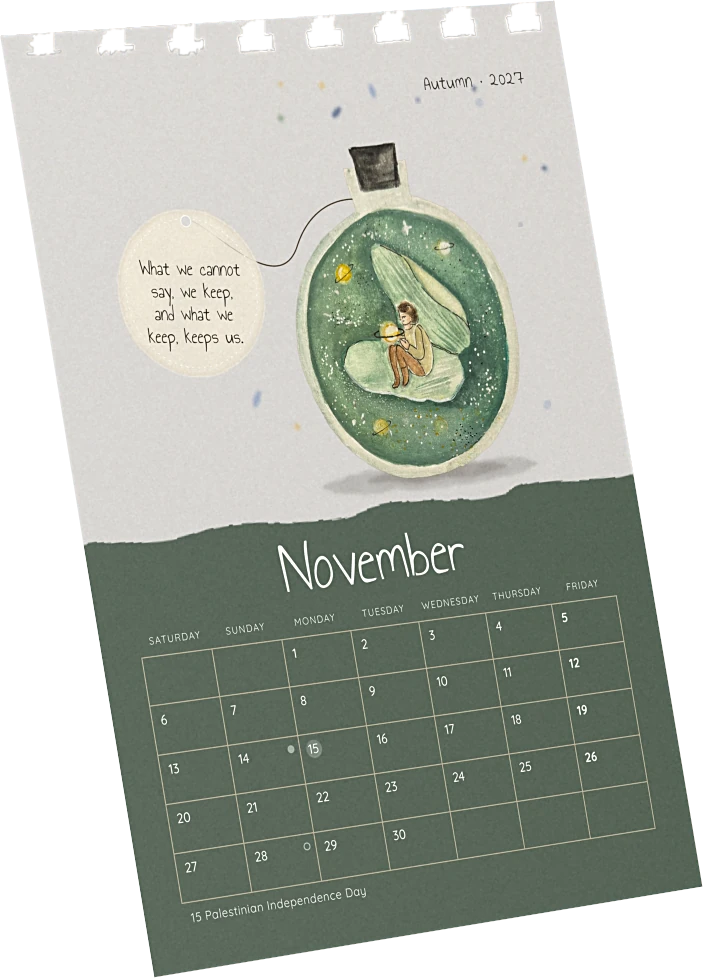 Autumn · 2027
What we cannot
say, we keep,
and what we
keep, keeps us.
November
SATURDAY SUNDAY MONDAY TUESDAY WEDNESDAY THURSDAY FRIDAY
1 2 3 4 5
6 7 8 9 10 11 12
13 14 15 16 17 18 19
20 21 22 23 24 25 26
27 28 29 30
15 Palestinian Independence Day